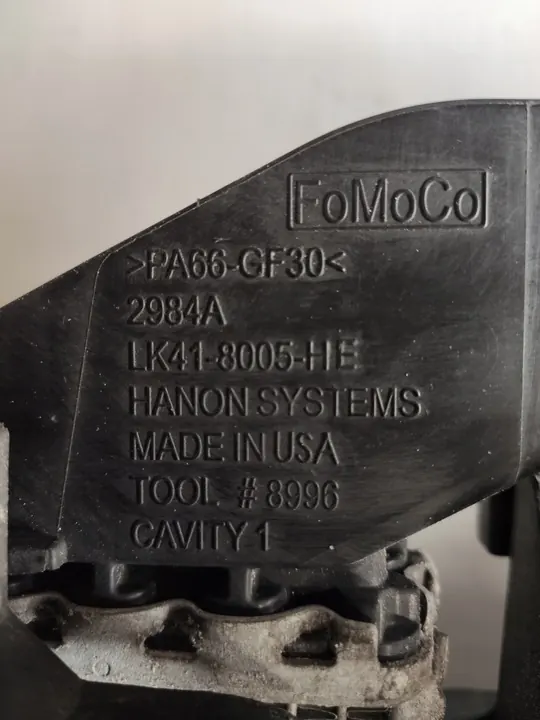 FoMoCo
>PA66-GF30<
2984A
LK41-8005-HE
HANON SYSTEMS
MADE IN USA
TOOL # 8996
CAVITY 1